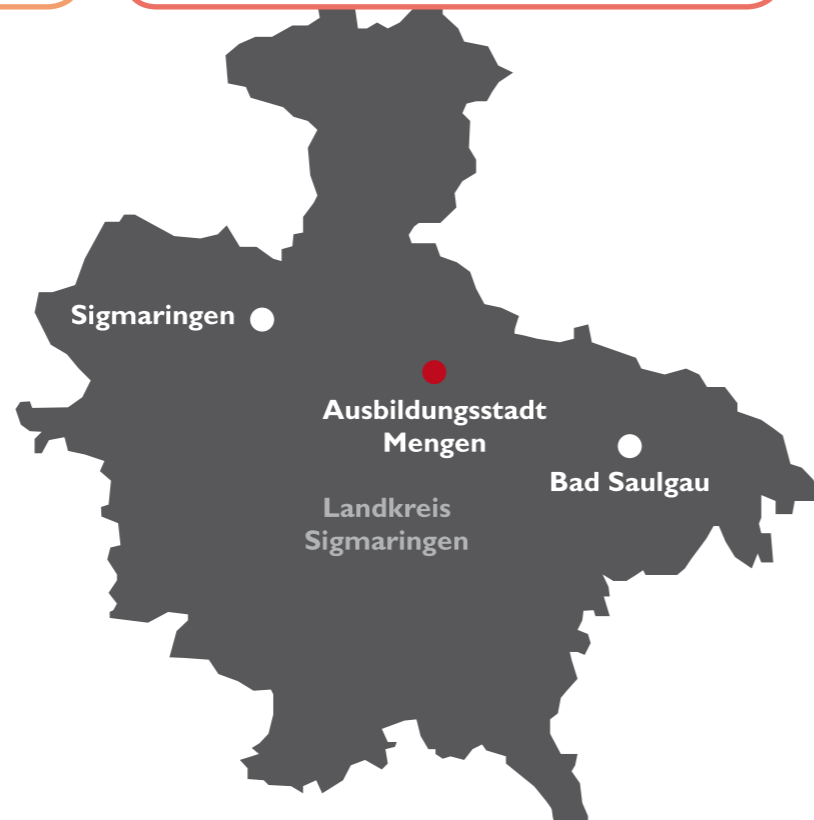 Sigmaringen
Ausbildungsstadt
Mengen
Bad Saulgau
Landkreis
Sigmaringen